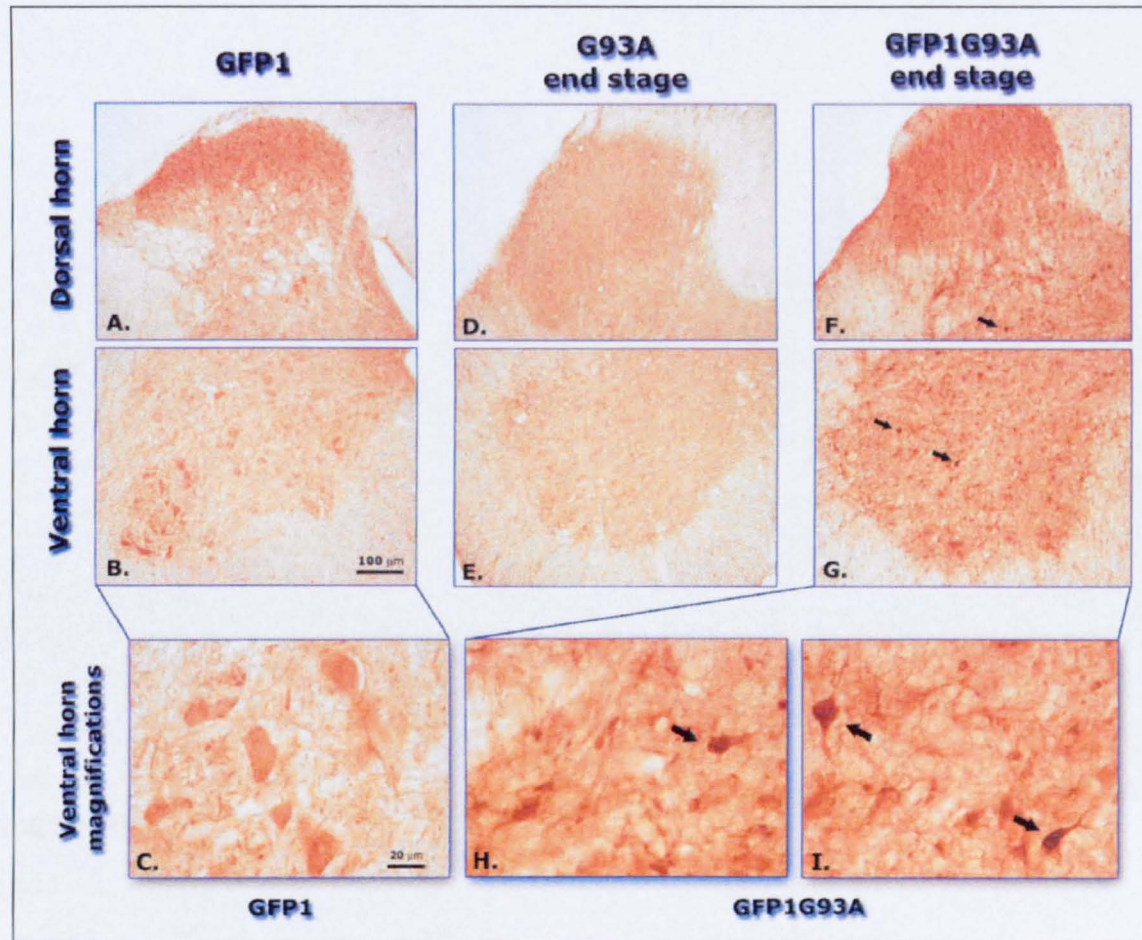 GFP1
G93A
end stage
GFP1G93A
end stage
Dorsal horn
A.
D.
F.
Ventral horn
B.
100 µm
E.
G.
Ventral horn
magnifications
C.
20 µm
H.
I.
GFP1
GFP1G93A